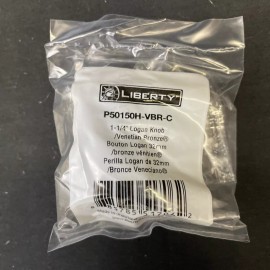 LIBERTY
P50150H-VBR-C
1-1/4" Logan Knob
/Venetian Bronze®
Bouton Logan 32mm
/bronze vénnien®
Perilla Logan de 32mm
/Bronce Veneciano®